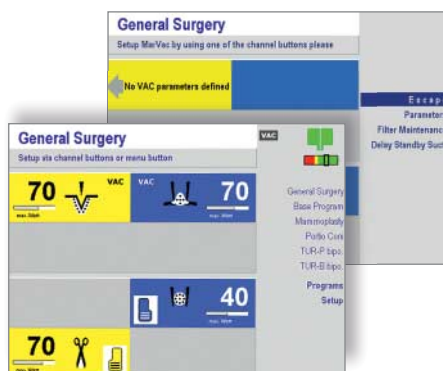 General Surgery
Setup MarVac by using one of the channel buttons please
No VAC parameters defined
Escap
Parameter
Filter Maintenanc
Delay Standby Suct
General Surgery
Setup via channel buttons or menu button
VAC
70
VAC
VAC
70
General Surgery
Base Program
Mammoplasty
Portio Coni
TUR-P bipo.
TUR-B bipo.
Programs
Setup
40
70